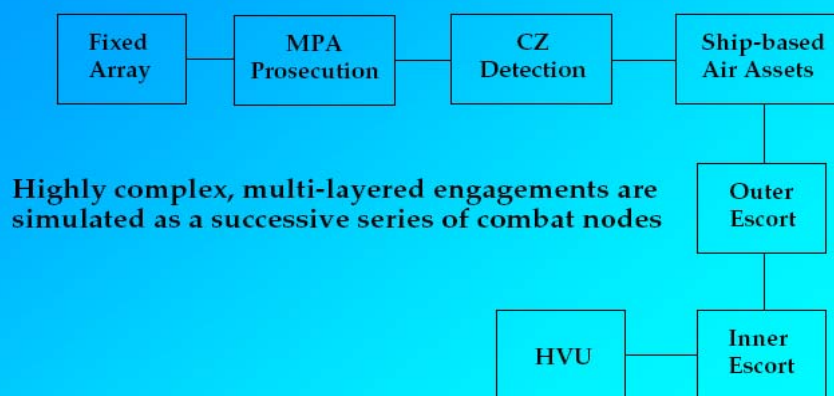 Fixed
Array
MPA
Prosecution
CZ
Detection
Ship-based
Air Assets
Highly complex, multi-layered engagements are
simulated as a successive series of combat nodes
Outer
Escort
Inner
Escort
HVU